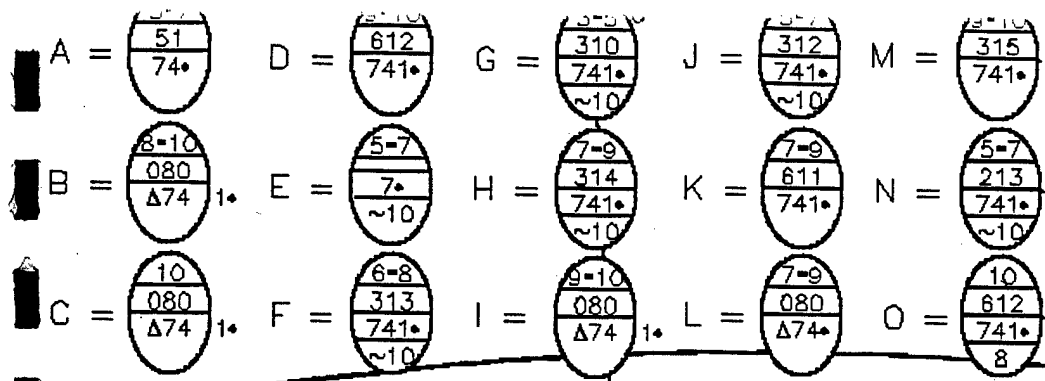 A =
51
74•
D =
612
741•
G =
310
741•
~10
J =
312
741•
~10
M =
315
741•
B =
8-10
080
Δ74 1•
E =
5-7
7•
~10
H =
7-9
314
741•
~10
K =
7-9
611
741•
N =
5-7
213
741•
~10
C =
10
080
Δ74 1•
F =
6-8
313
741•
~10
I =
9-10
080
Δ74 1•
L =
7-9
080
Δ74•
O =
10
612
741•
8